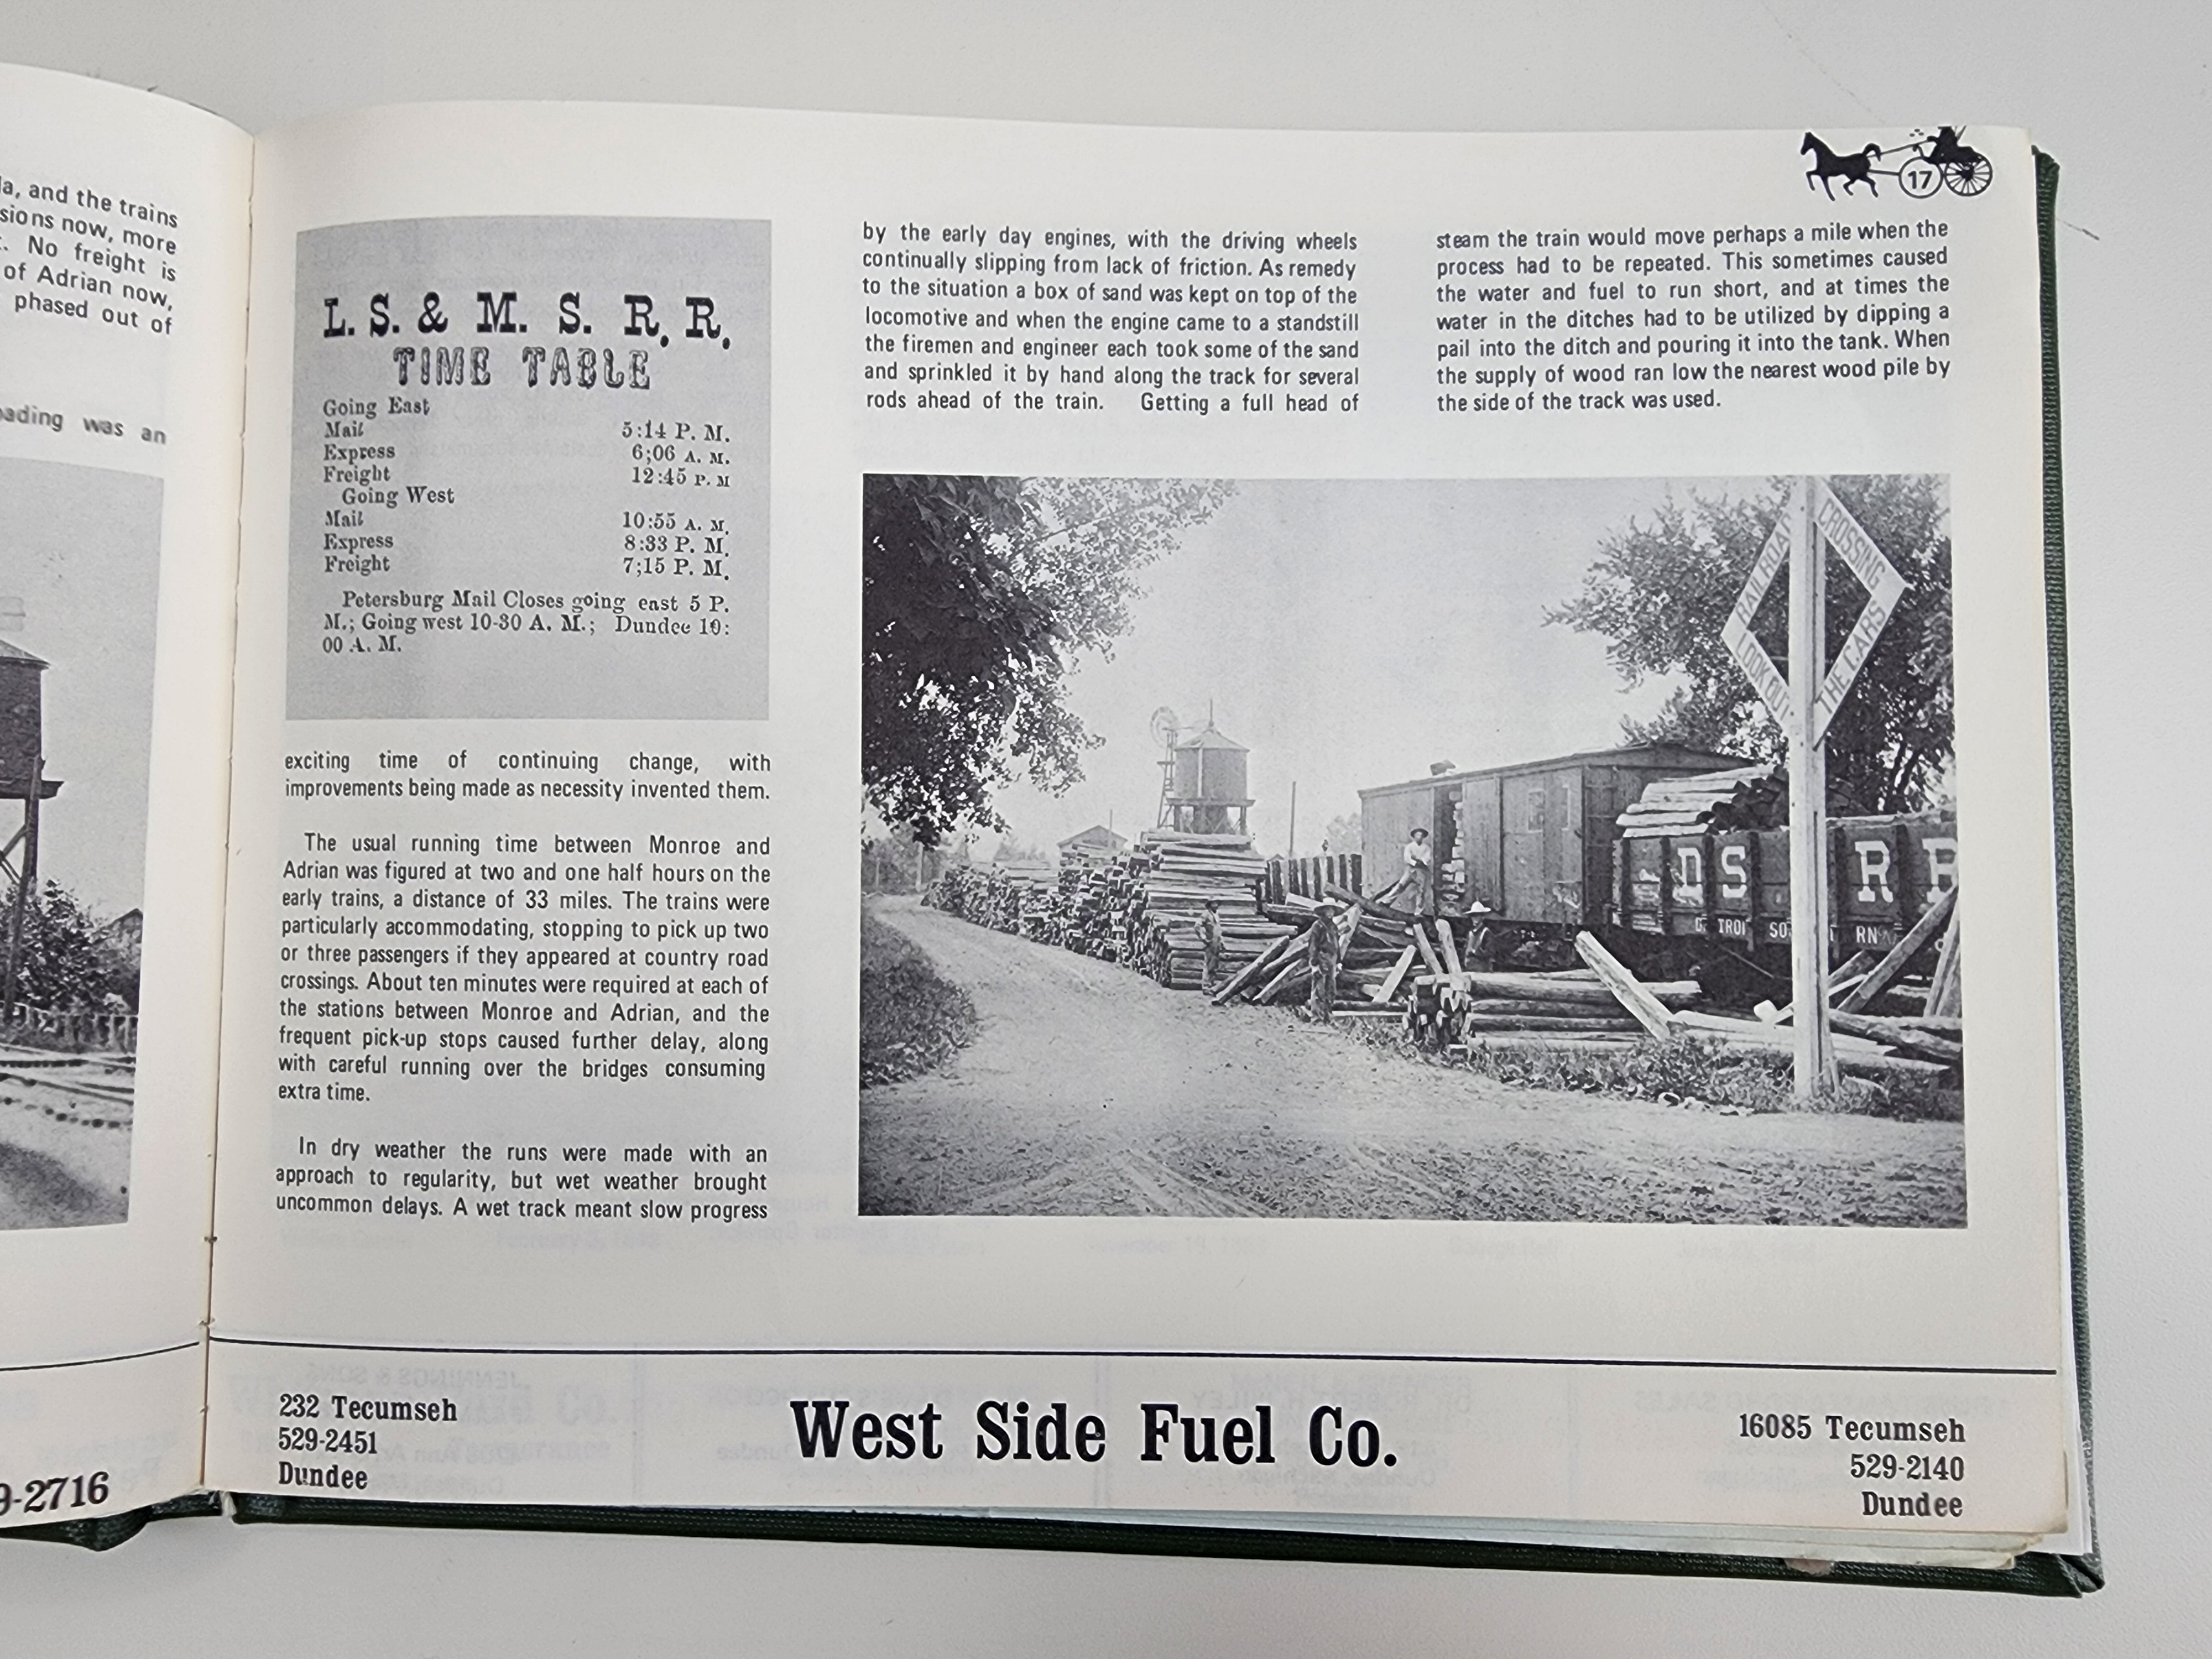 la, and the trains
sions now, more
No freight is
of Adrian now,
phased out of
eading was an
9-2716
17
L. S. & M. S. R. R.
TIME TABLE
Going East
Mail 5:14 P. M.
Express 6;06 A. M.
Freight 12:45 P. M
Going West
Mail 10:55 A. M.
Express 8:33 P. M.
Freight 7;15 P. M.
Petersburg Mail Closes going east 5 P.
M.; Going west 10-30 A. M.; Dundee 10:
00 A. M.
exciting time of continuing change, with
improvements being made as necessity invented them.
The usual running time between Monroe and
Adrian was figured at two and one half hours on the
early trains, a distance of 33 miles. The trains were
particularly accommodating, stopping to pick up two
or three passengers if they appeared at country road
crossings. About ten minutes were required at each of
the stations between Monroe and Adrian, and the
frequent pick-up stops caused further delay, along
with careful running over the bridges consuming
extra time.
In dry weather the runs were made with an
approach to regularity, but wet weather brought
uncommon delays. A wet track meant slow progress
by the early day engines, with the driving wheels
continually slipping from lack of friction. As remedy
to the situation a box of sand was kept on top of the
locomotive and when the engine came to a standstill
the firemen and engineer each took some of the sand
and sprinkled it by hand along the track for several
rods ahead of the train. Getting a full head of
steam the train would move perhaps a mile when the
process had to be repeated. This sometimes caused
the water and fuel to run short, and at times the
water in the ditches had to be utilized by dipping a
pail into the ditch and pouring it into the tank. When
the supply of wood ran low the nearest wood pile by
the side of the track was used.
RAILROAD CROSSING
LOOK OUT THE CARS
D S R R
232 Tecumseh
529-2451
Dundee
West Side Fuel Co.
16085 Tecumseh
529-2140
Dundee